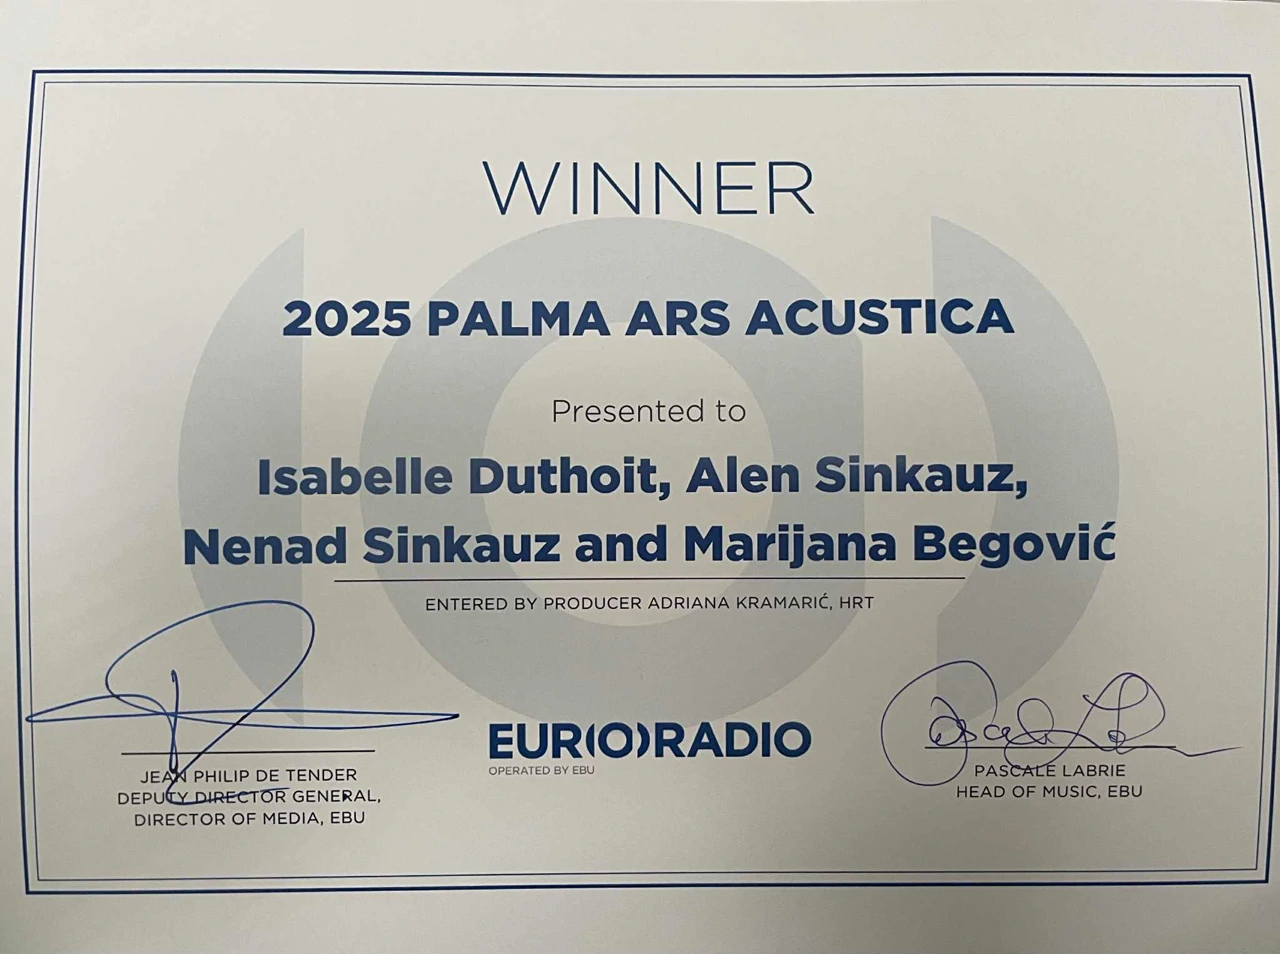 WINNER
2025 PALMA ARS ACUSTICA
Presented to
Isabelle Duthoit, Alen Sinkauz,
Nenad Sinkauz and Marijana Begović
ENTERED BY PRODUCER ADRIANA KRAMARIĆ, HRT
EUR(O)RADIO
OPERATED BY EBU
JEAN PHILIP DE TENDER
DEPUTY DIRECTOR GENERAL,
DIRECTOR OF MEDIA, EBU
Pascale
PASCALE LABRIE
HEAD OF MUSIC, EBU